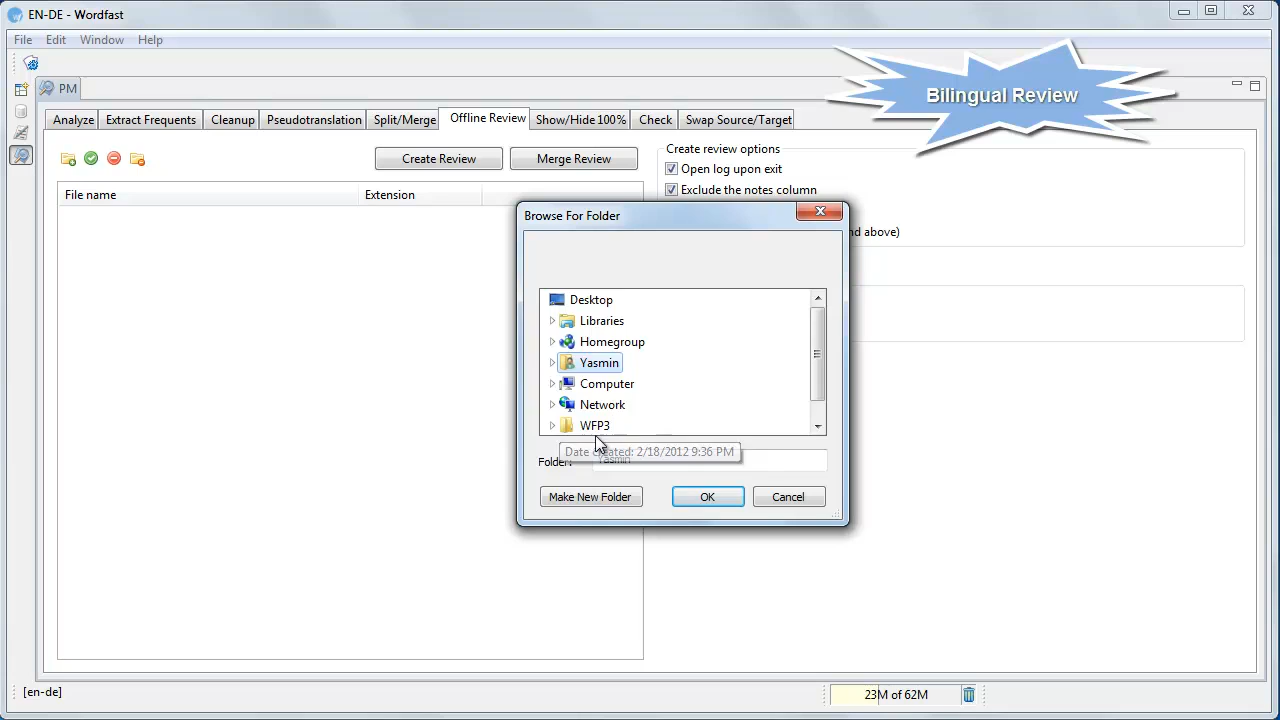 EN-DE - Wordfast
File Edit Window Help
Bilingual Review
PM
Analyze Extract Frequents Cleanup Pseudotranslation Split/Merge Offline Review Show/Hide 100% Check Swap Source/Target
Create Review Merge Review
Create review options
Open log upon exit
Exclude the notes column
File name Extension
nd above)
Browse For Folder
Desktop
Libraries
Homegroup
Yasmin
Computer
Network
WFP3
Date created: 2/18/2012 9:36 PM
Folder: Yasmin
Make New Folder OK Cancel
[en-de]
23M of 62M